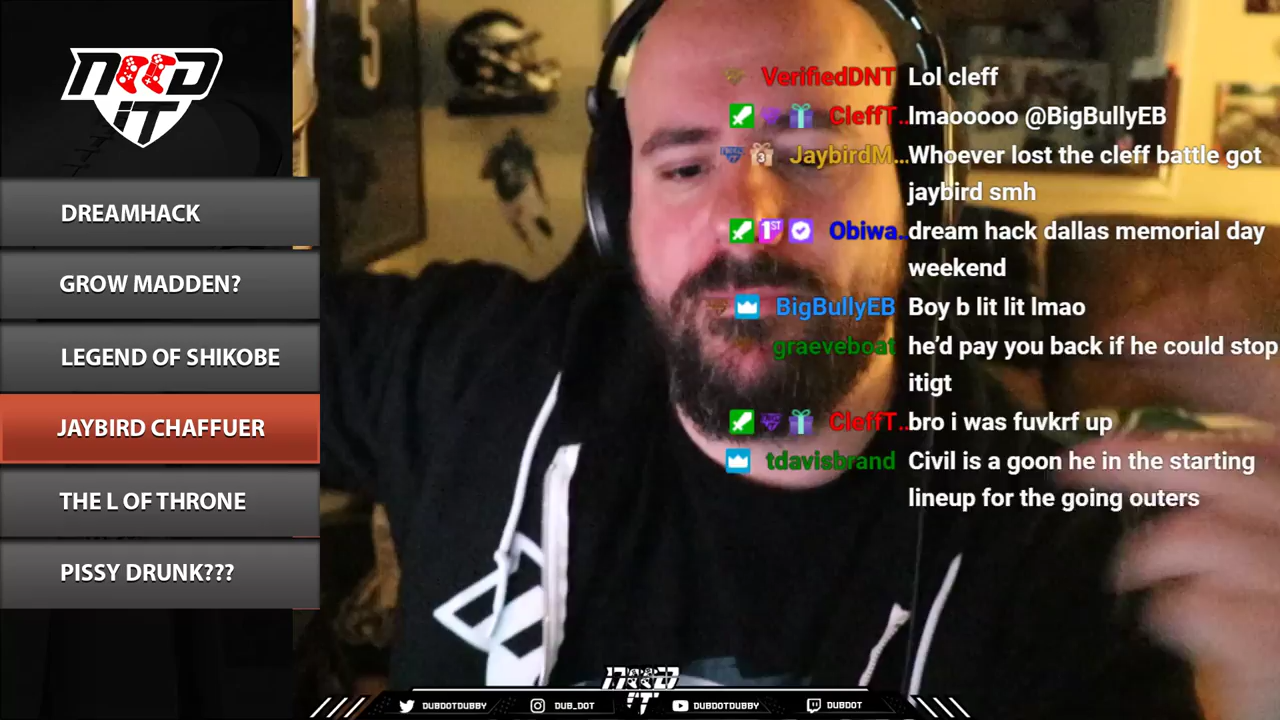 DREAMHACK
GROW MADDEN?
LEGEND OF SHIKOBE
JAYBIRD CHAFFUER
THE L OF THRONE
PISSY DRUNK???
VerifiedDNT Lol cleff
CleffT.. lmaooooo @BigBullyEB
3 JaybirdM... Whoever lost the cleff battle got
jaybird smh
1ST Obiwa.. dream hack dallas memorial day
weekend
BigBullyEB Boy b lit lit lmao
graeveboat he'd pay you back if he could stop
itigt
CleffT.. bro i was fuvkrf up
tdavisbrand Civil is a goon he in the starting
lineup for the going outers
DUBDOTDUBBY DUB_DOT DUBDOTDUBBY DUBDOT